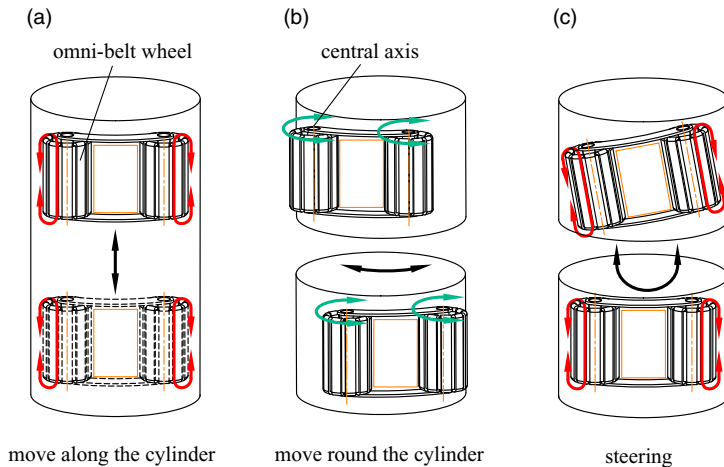 (a)
(b)
(c)
omni-belt wheel
central axis
move along the cylinder
move round the cylinder
steering